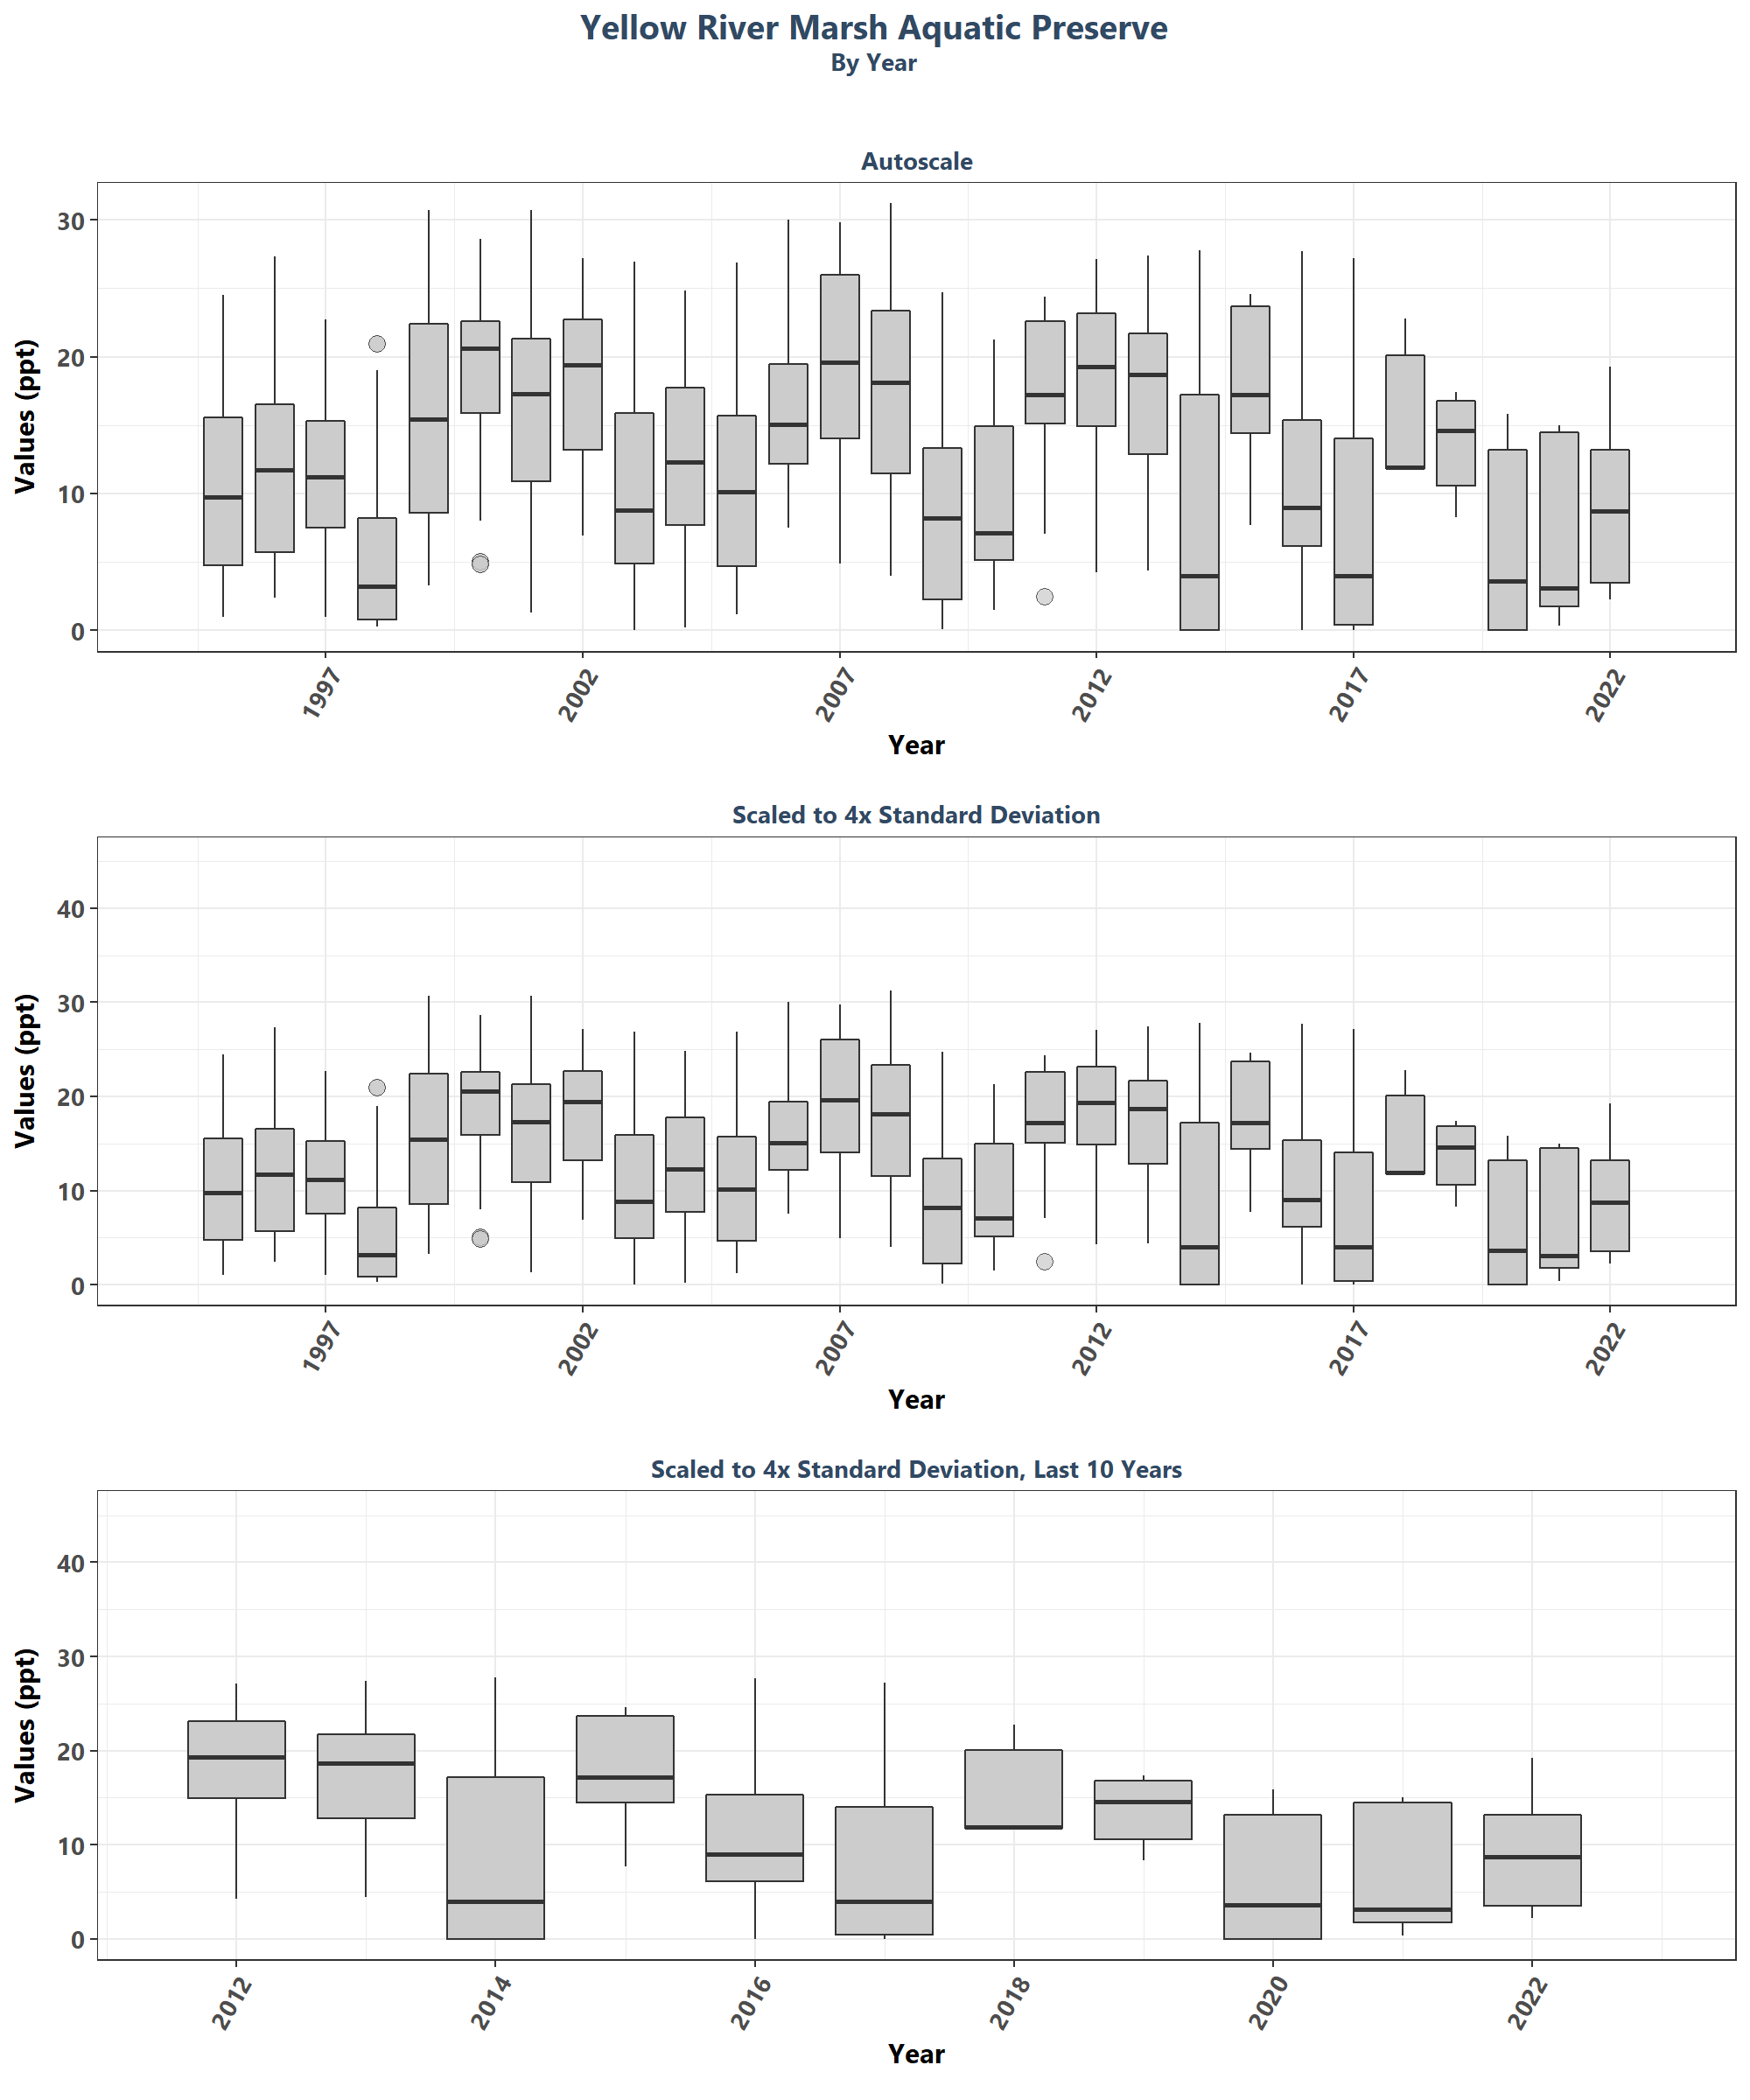 Yellow River Marsh Aquatic Preserve
By Year
Autoscale
Values (ppt)
30
20
10
0
1997 2002 2007 2012 2017 2022
Year
Scaled to 4x Standard Deviation
Values (ppt)
40
30
20
10
0
1997 2002 2007 2012 2017 2022
Year
Scaled to 4x Standard Deviation, Last 10 Years
Values (ppt)
40
30
20
10
0
2012 2014 2016 2018 2020 2022
Year